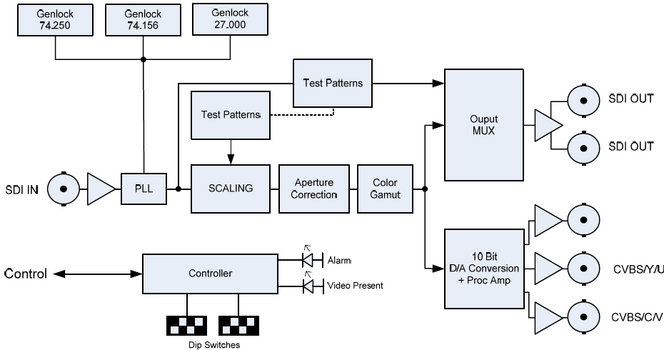 Genlock
74.250
Genlock
74.156
Genlock
27.000
Test Patterns
Test Patterns
Ouput
MUX
SDI OUT
SDI OUT
SDI IN
PLL
SCALING
Aperture
Correction
Color
Gamut
10 Bit
D/A Conversion
+ Proc Amp
CVBS/Y/U
CVBS/C/V
Control
Controller
Alarm
Video Present
Dip Switches